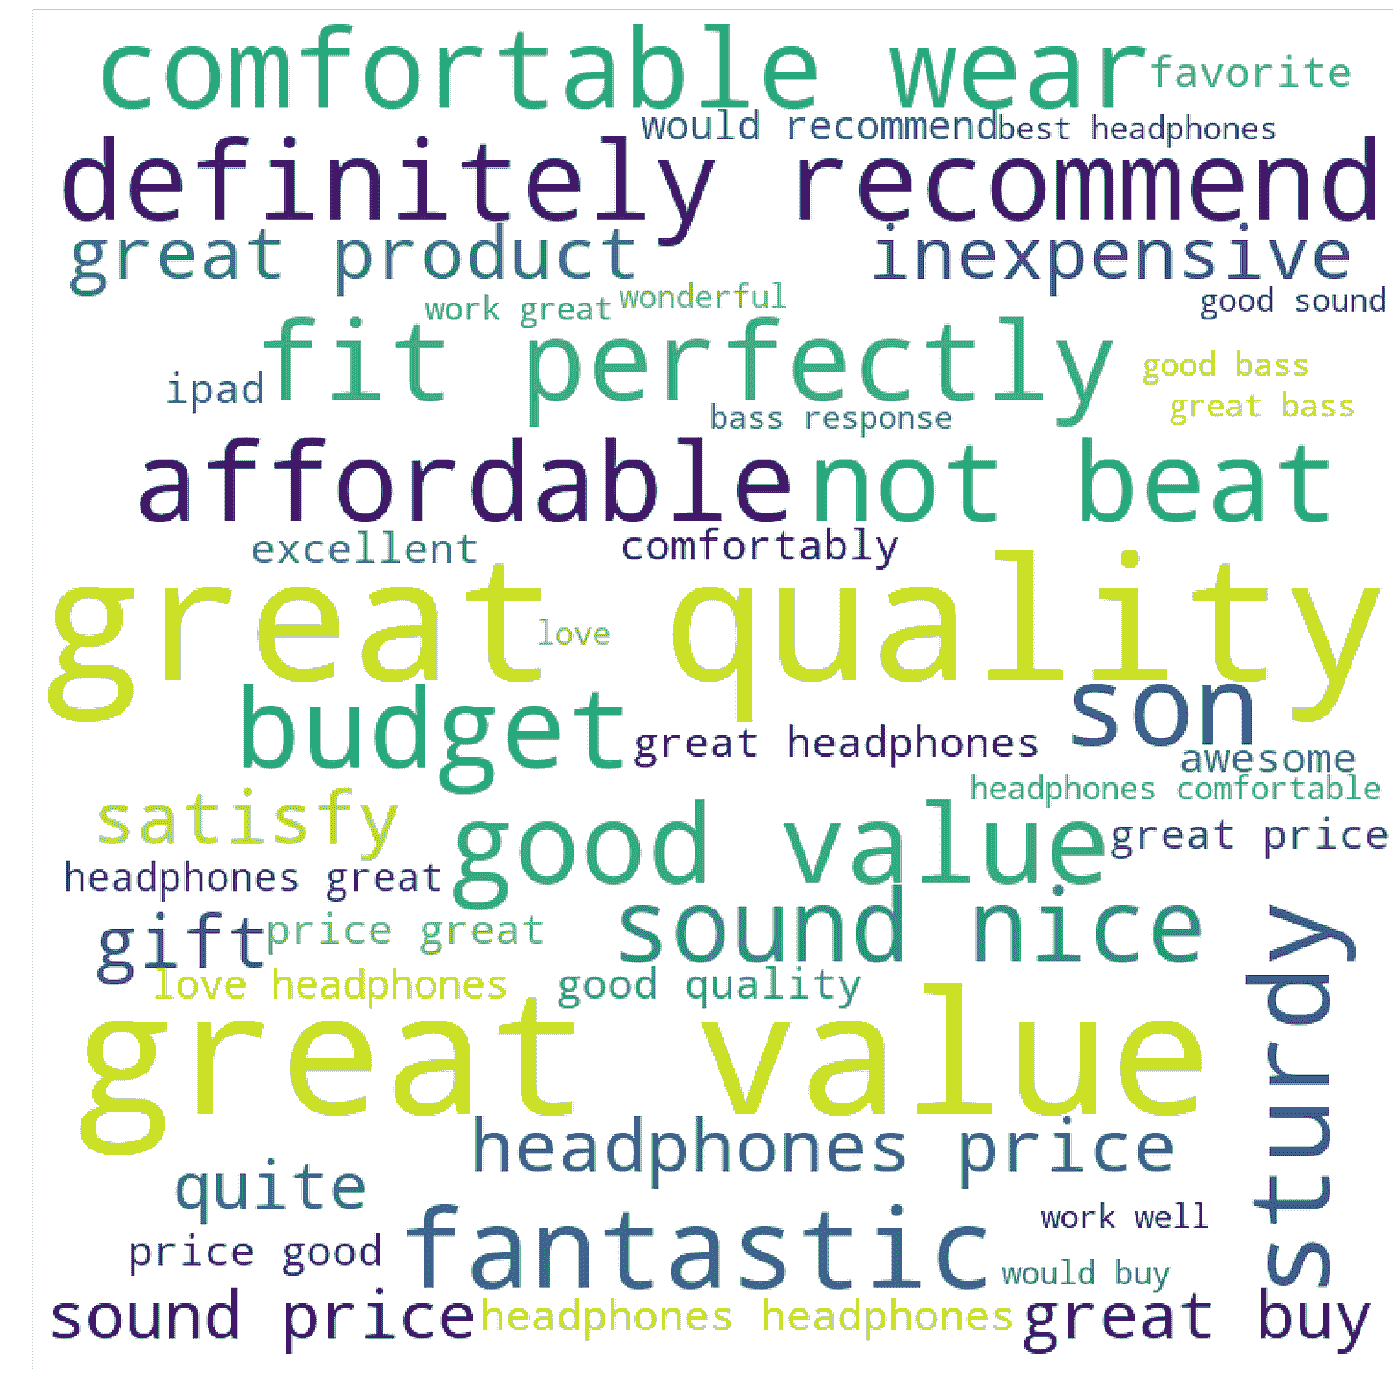 comfortable wear
favorite
would recommend
best headphones
definitely recommend
great product
inexpensive
work great
wonderful
good sound
fit perfectly
good bass
ipad
great bass
bass response
affordable
not beat
excellent
comfortably
great quality
love
budget
son
great headphones
awesome
headphones comfortable
satisfy
good value
great price
headphones great
sound nice
gift
price great
sturdy
love headphones
good quality
great value
headphones price
quite
fantastic
work well
price good
would buy
sound price
headphones headphones
great buy